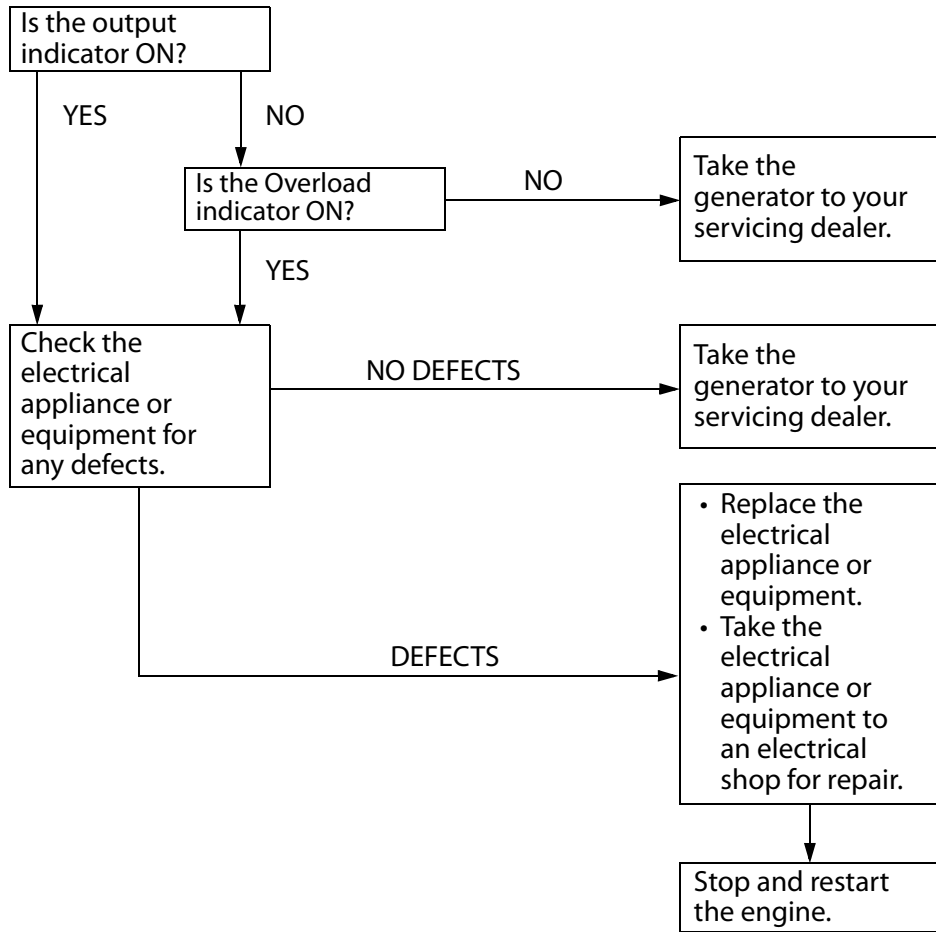 Is the output
indicator ON?
YES
NO
Is the Overload
indicator ON?
NO
Take the
generator to your
servicing dealer.
YES
Check the
electrical
appliance or
equipment for
any defects.
NO DEFECTS
Take the
generator to your
servicing dealer.
DEFECTS
• Replace the
electrical
appliance or
equipment.
• Take the
electrical
appliance or
equipment to
an electrical
shop for repair.
Stop and restart
the engine.